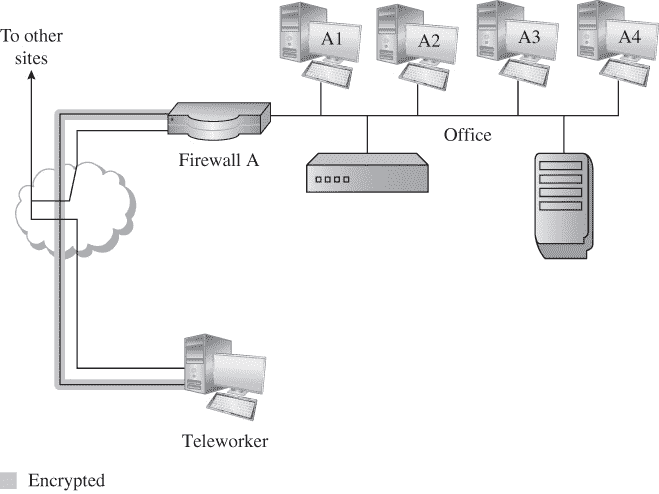 To other
sites
A1
A2
A3
A4
Office
Firewall A
Teleworker
Encrypted